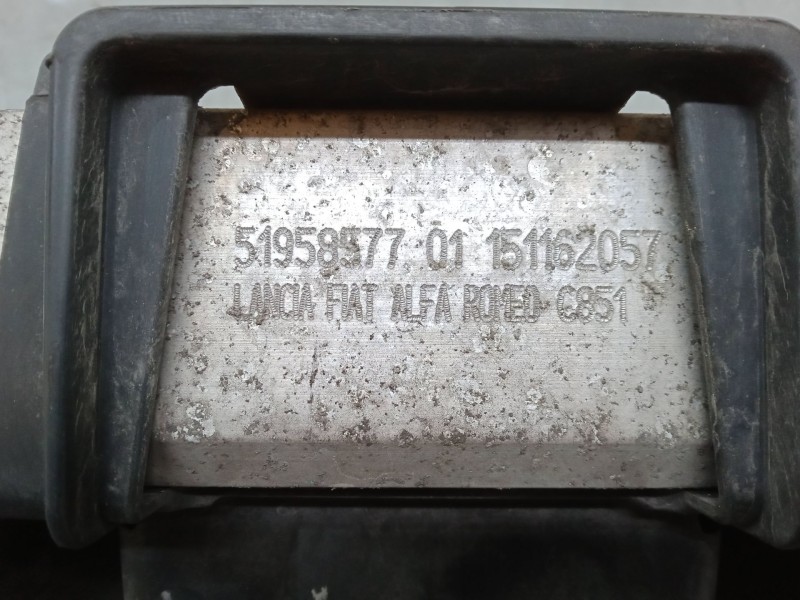 51958577 01 151162057
LANCIA FIAT ALFA ROMEO C851